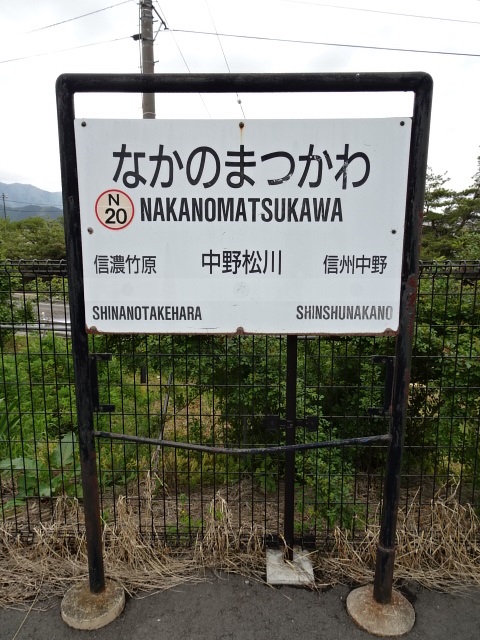 なかのまつかわ
N
20
NAKANOMATSUKAWA
信濃竹原 中野松川 信州中野
SHINANOTAKEHARA SHINSHUNAKANO